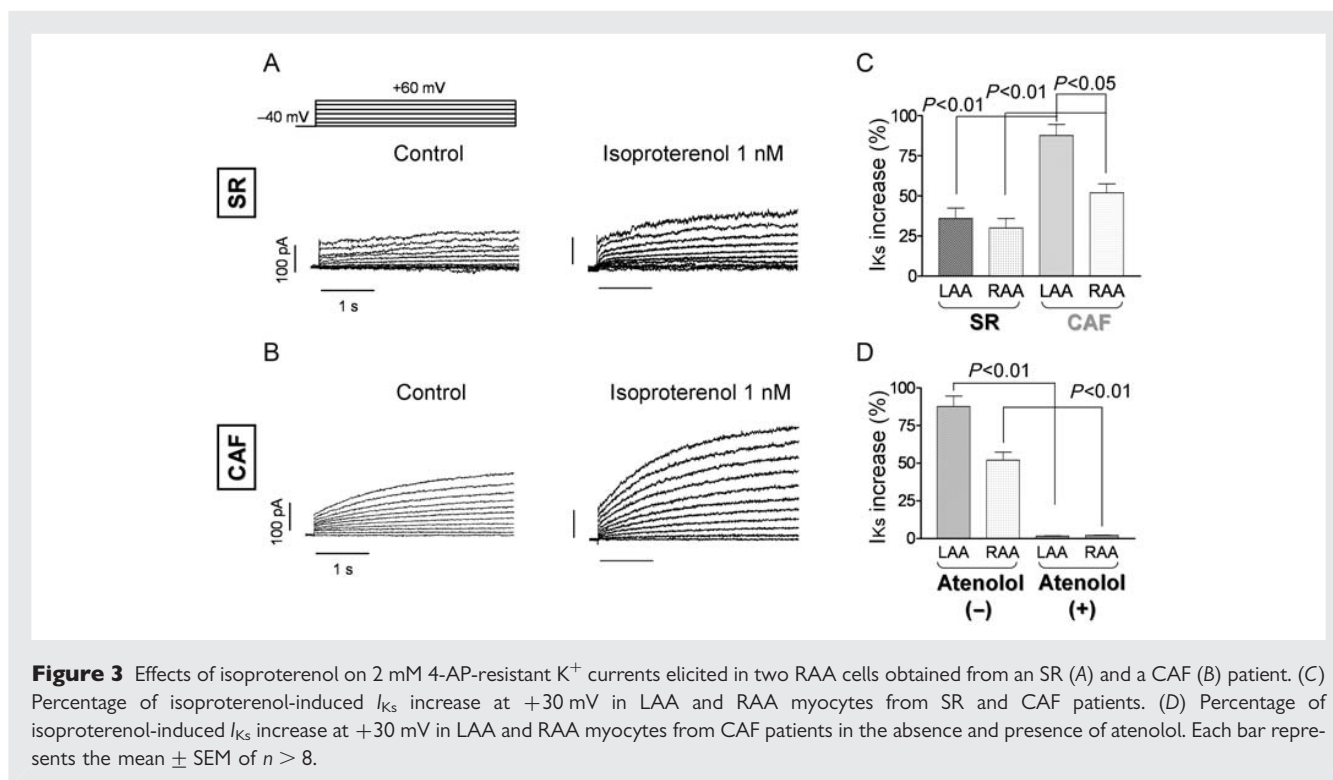 A
+60 mV
−40 mV
Control
Isoproterenol 1 nM
SR
100 pA
1 s
B
Control
Isoproterenol 1 nM
CAF
100 pA
1 s
C
P<0.05
P<0.01 P<0.01
IKs increase (%)
100
75
50
25
0
LAA RAA LAA RAA
SR CAF
D
P<0.01
P<0.01
IKs increase (%)
100
75
50
25
0
LAA RAA LAA RAA
Atenolol Atenolol
(−) (+)
Figure 3 Effects of isoproterenol on 2 mM 4-AP-resistant K+ currents elicited in two RAA cells obtained from an SR (A) and a CAF (B) patient. (C)
Percentage of isoproterenol-induced IKs increase at +30 mV in LAA and RAA myocytes from SR and CAF patients. (D) Percentage of
isoproterenol-induced IKs increase at +30 mV in LAA and RAA myocytes from CAF patients in the absence and presence of atenolol. Each bar repre-
sents the mean ± SEM of n > 8.